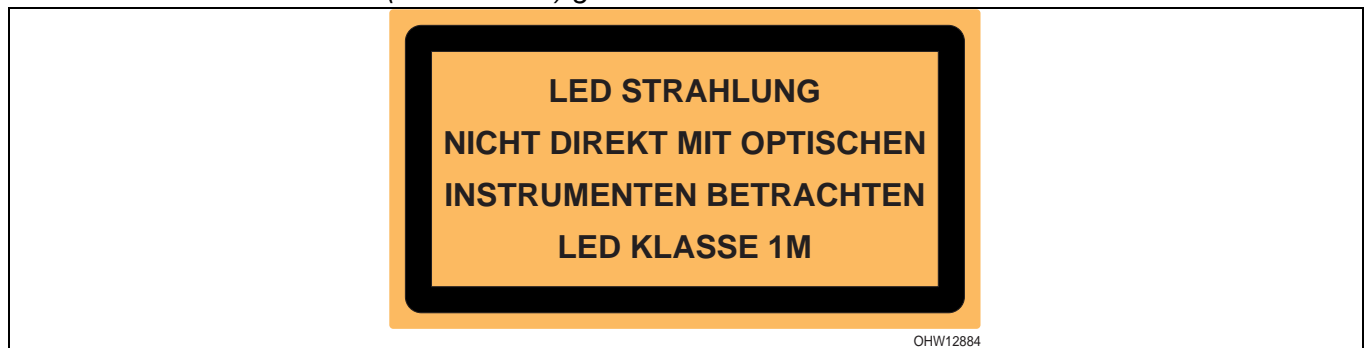 LED STRAHLUNG
NICHT DIREKT MIT OPTISCHEN
INSTRUMENTEN BETRACHTEN
LED KLASSE 1M
OHW12884